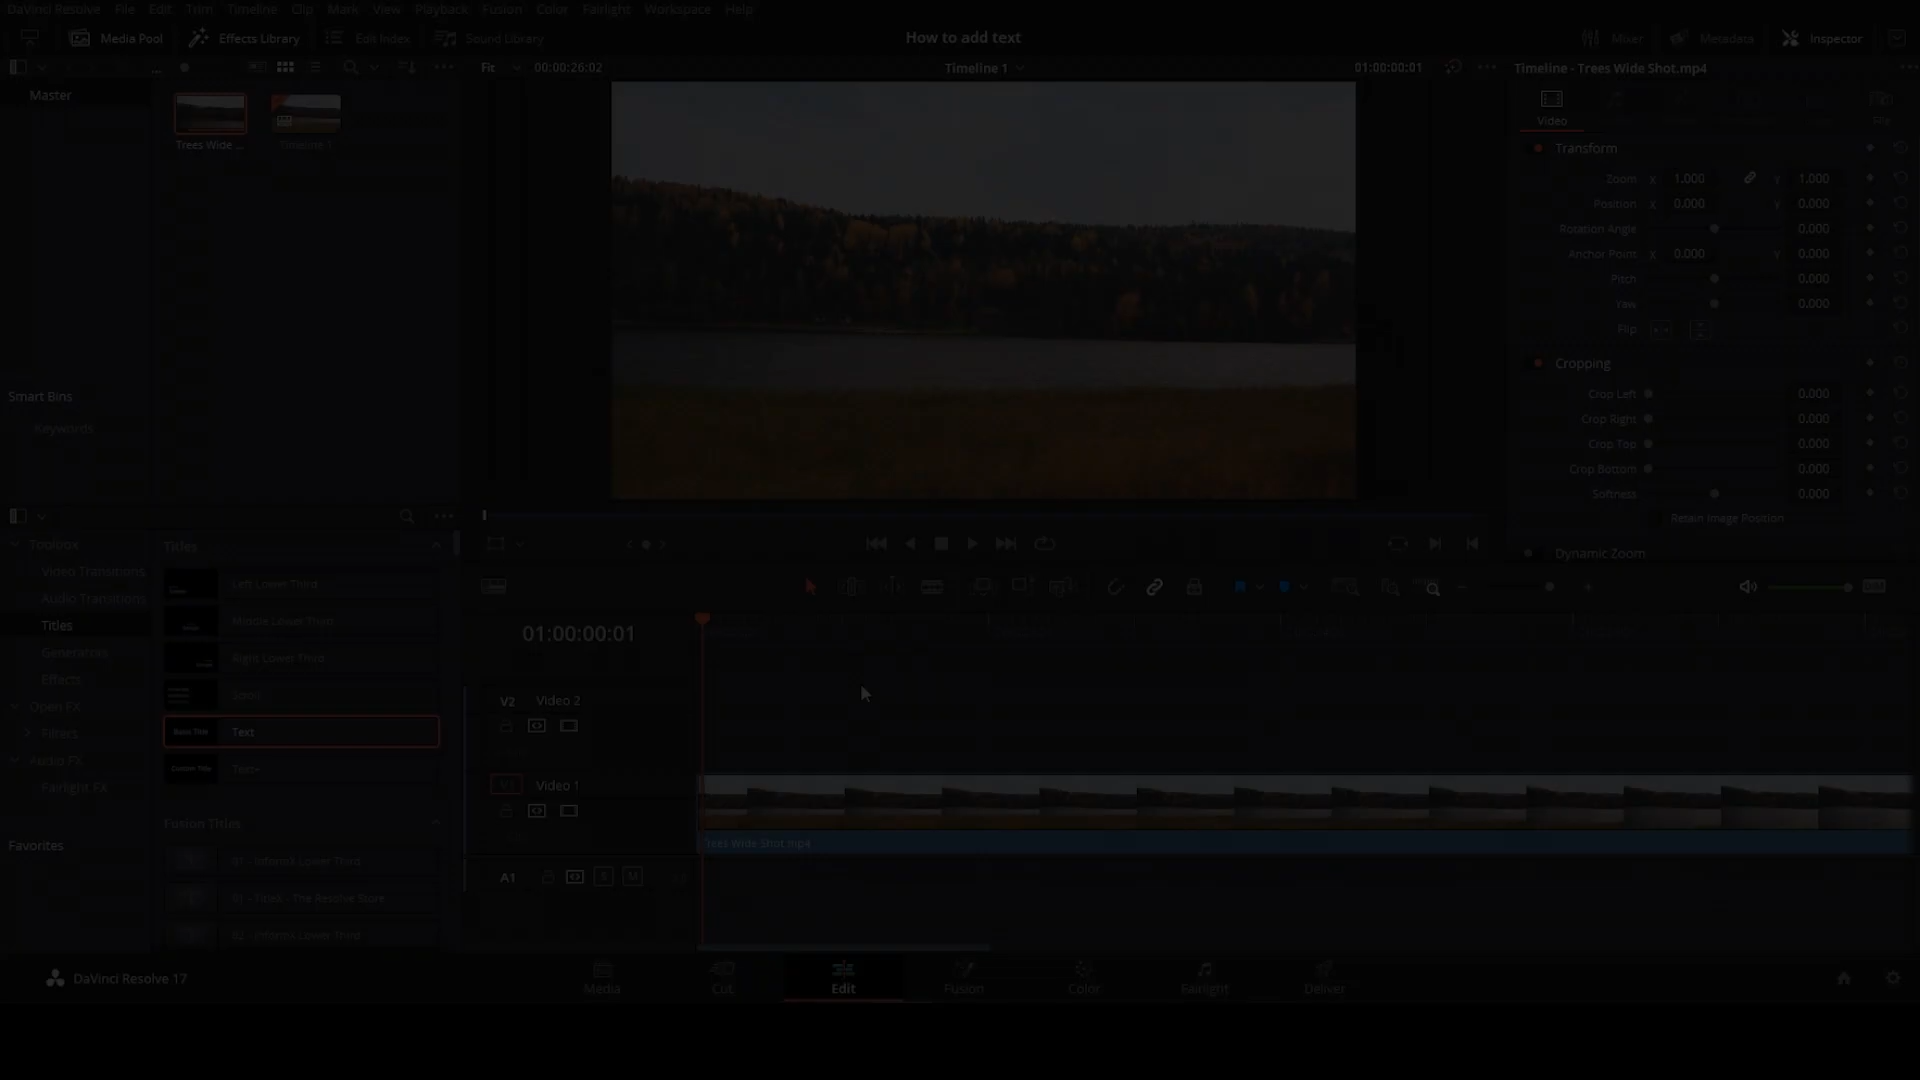 DaVinci Resolve File Edit Trim Timeline Clip Mark View Playback Fusion Color Fairlight Workspace Help
Media Pool Effects Library Edit Index Sound Library How to add text Mixer Metadata Inspector
Fit 00:00:26:02 Timeline 1 01:00:00:01 Timeline - Trees Wide Shot.mp4
Master
Trees Wide ... Timeline 1
Video
Transform
Zoom X 1.000 Y 1.000
Position X 0.000 Y 0.000
Rotation Angle 0.000
Anchor Point X 0.000 Y 0.000
Pitch 0.000
Yaw 0.000
Flip
Cropping
Crop Left 0.000
Crop Right 0.000
Crop Top 0.000
Crop Bottom 0.000
Softness 0.000
Retain Image Position
Dynamic Zoom
Smart Bins
Keywords
Toolbox
Video Transitions
Audio Transitions
Titles
Generators
Effects
Open FX
Filters
Audio FX
Fairlight FX
Favorites
Titles
Left Lower Third
Middle Lower Third
Right Lower Third
Scroll
Basic Title Text
Custom Title Text+
Fusion Titles
01 - InformX Lower Third
01 - TitleX - The Resolve Store
02 - InformX Lower Third
01:00:00:01
V2 Video 2
V1 Video 1
Trees Wide Shot.mp4
A1 S M
DaVinci Resolve 17
Media Cut Edit Fusion Color Fairlight Deliver